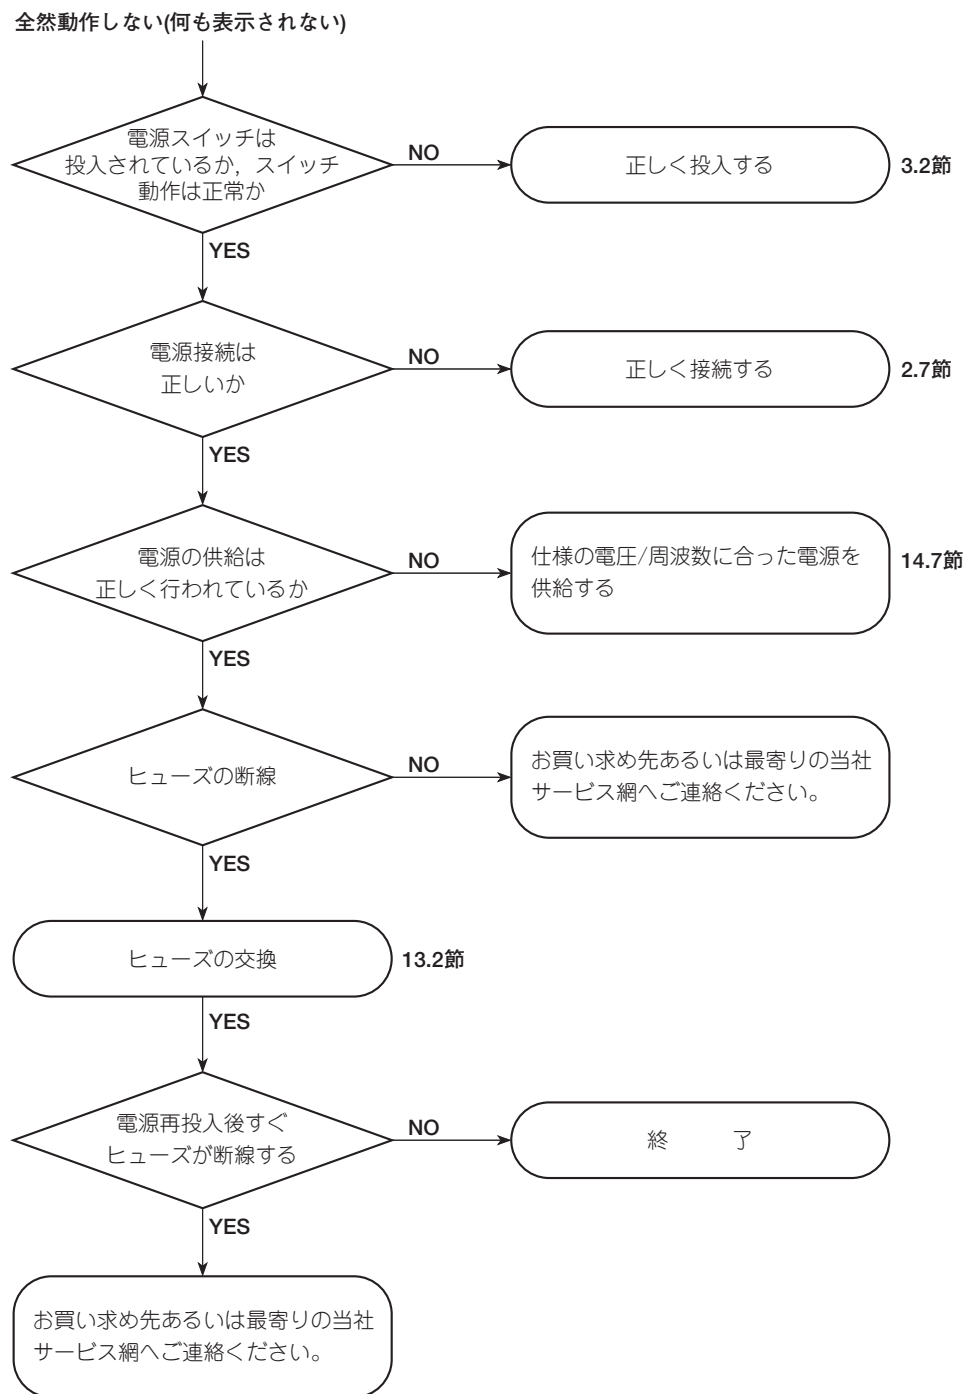 全然動作しない(何も表示されない)
電源スイッチは
投入されているか，スイッチ
動作は正常か
NO
正しく投入する
3.2節
YES
電源接続は
正しいか
NO
正しく接続する
2.7節
YES
電源の供給は
正しく行われているか
NO
仕様の電圧/周波数に合った電源を
供給する
14.7節
YES
ヒューズの断線
NO
お買い求め先あるいは最寄りの当社
サービス網へご連絡ください。
YES
ヒューズの交換
13.2節
YES
電源再投入後すぐ
ヒューズが断線する
NO
終　　　了
YES
お買い求め先あるいは最寄りの当社
サービス網へご連絡ください。